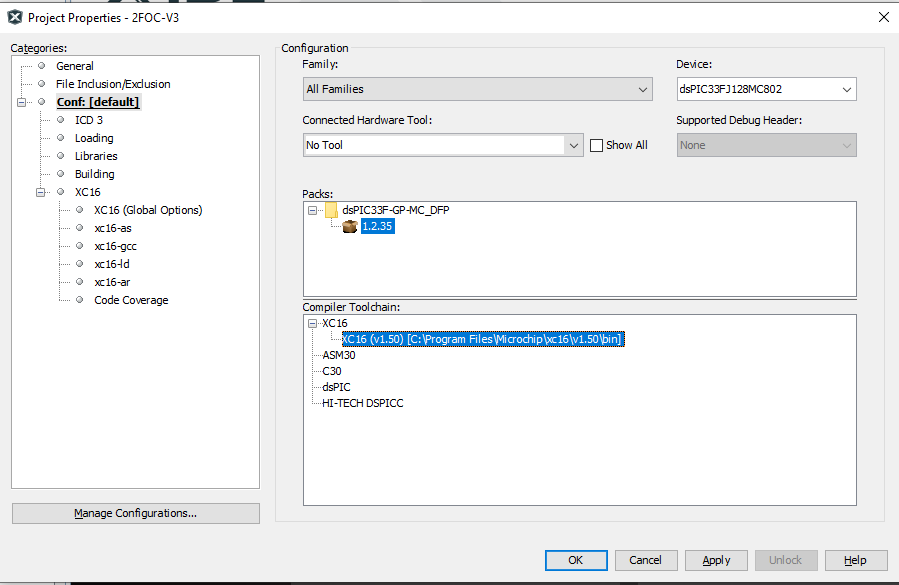 Project Properties - 2FOC-V3
Categories:
General
File Inclusion/Exclusion
Conf: [default]
ICD 3
Loading
Libraries
Building
XC16
XC16 (Global Options)
xc16-as
xc16-gcc
xc16-ld
xc16-ar
Code Coverage
Manage Configurations...
Configuration
Family:
Device:
All Families
dsPIC33FJ128MC802
Connected Hardware Tool:
Supported Debug Header:
No Tool
Show All
None
Packs:
dsPIC33F-GP-MC_DFP
1.2.35
Compiler Toolchain:
XC16
XC16 (v1.50) [C:\Program Files\Microchip\xc16\v1.50\bin]
ASM30
C30
dsPIC
HI-TECH DSPICC
OK
Cancel
Apply
Unlock
Help